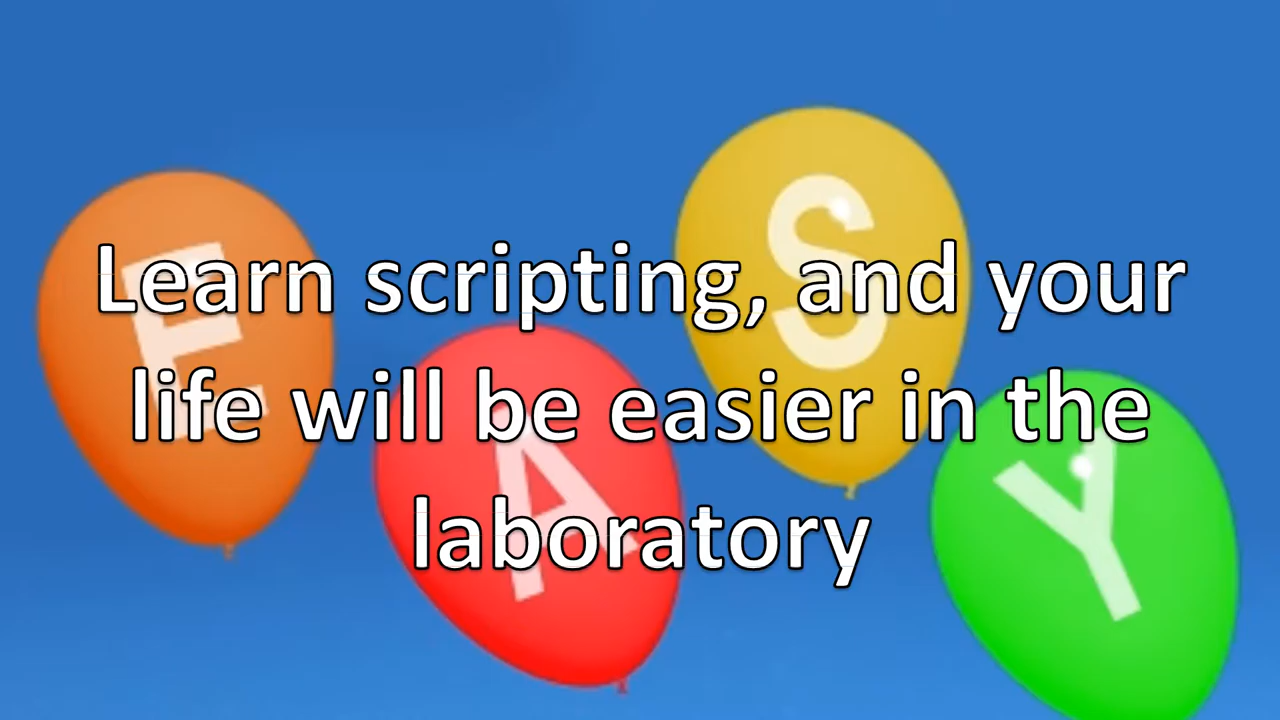 E A S Y
Learn scripting, and your
life will be easier in the
laboratory